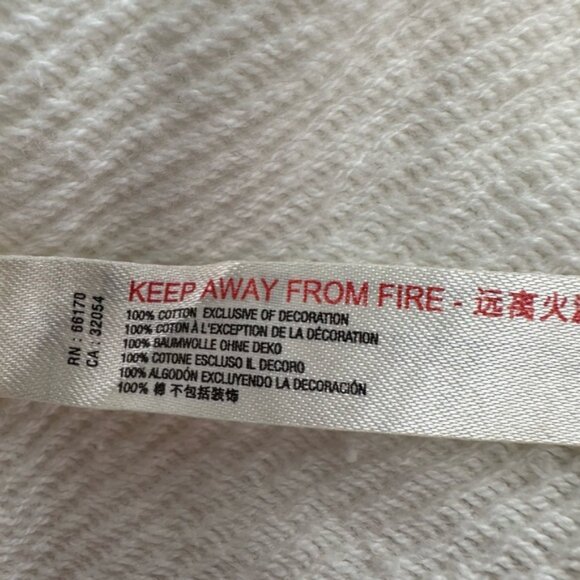 RN : 66170
CA : 32054
KEEP AWAY FROM FIRE - 远离火
100% COTTON EXCLUSIVE OF DECORATION
100% COTON À L'EXCEPTION DE LA DÉCORATION
100% BAUMWOLLE OHNE DEKO
100% COTONE ESCLUSO IL DECORO
100% ALGODÓN EXCLUYENDO LA DECORACIÓN
100% 棉 不包括装饰